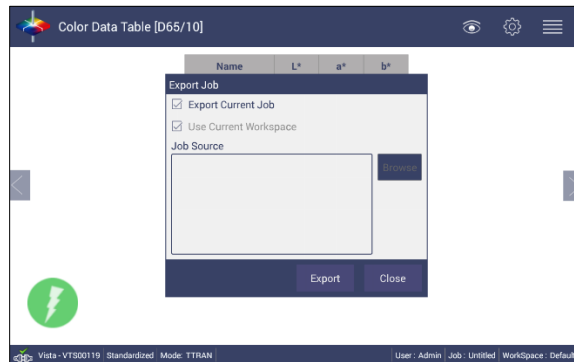 Color Data Table [D65/10]
Name L* a* b*
Export Job
Export Current Job
Use Current Workspace
Job Source
Browse
Export Close
Vista - VTS00119 Standardized Mode: TTRAN User : Admin Job : Untitled WorkSpace : Default